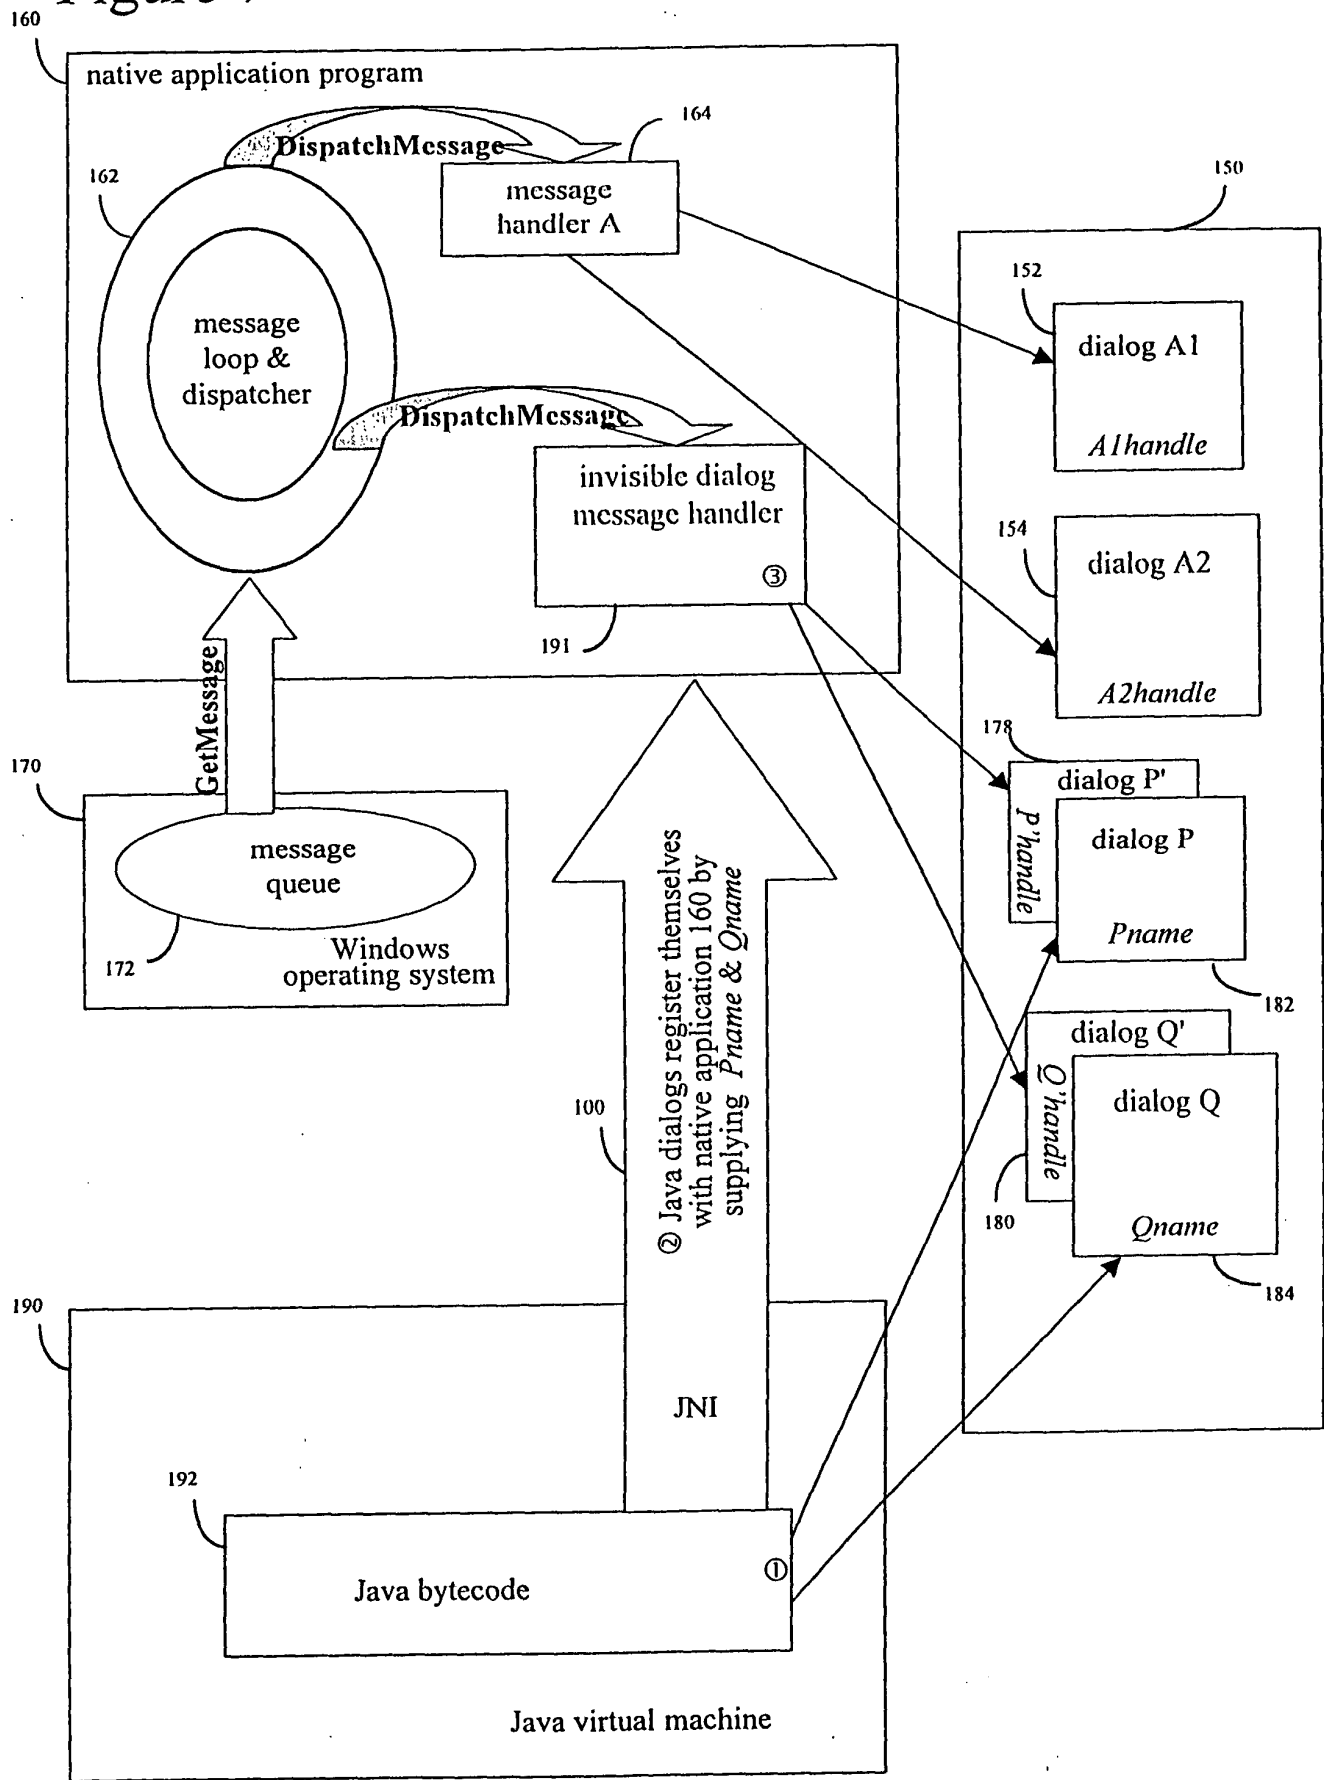 Figure
160
native application program
DispatchMessage
164
162
message
handler A
150
152
message
loop &
dispatcher
dialog A1
A1handle
DispatchMessage
invisible dialog
message handler
③
191
154
dialog A2
A2handle
GetMessage
170
message
queue
172
Windows
operating system
178
dialog P'
P'handle
dialog P
Pname
182
dialog Q'
Q'handle
dialog Q
Qname
180
184
100
② Java dialogs register themselves
with native application 160 by
supplying Pname & Qname
JNI
190
192
Java bytecode
①
Java virtual machine